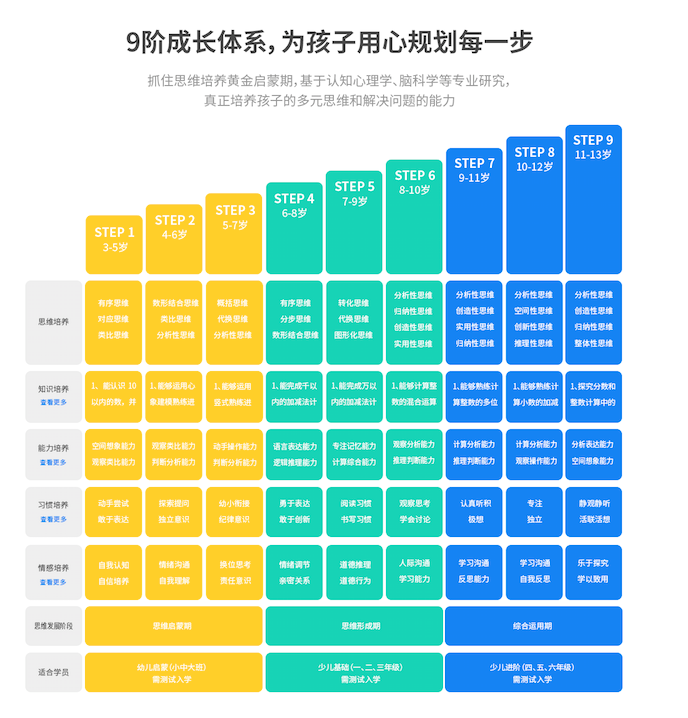 9阶成长体系，为孩子用心规划每一步
抓住思维培养黄金启蒙期，基于认知心理学、脑科学等专业研究，
真正培养孩子的多元思维和解决问题的能力
STEP 1
3-5岁
STEP 2
4-6岁
STEP 3
5-7岁
STEP 4
6-8岁
STEP 5
7-9岁
STEP 6
8-10岁
STEP 7
9-11岁
STEP 8
10-12岁
STEP 9
11-13岁
思维培养
有序思维
对应思维
类比思维
数形结合思维
类比思维
分析性思维
概括思维
代换思维
分析性思维
有序思维
分步思维
数形结合思维
转化思维
代换思维
图形化思维
分析性思维
归纳性思维
创造性思维
实用性思维
分析性思维
创造性思维
实用性思维
归纳性思维
分析性思维
空间性思维
创新性思维
推理性思维
分析性思维
创造性思维
归纳性思维
整体性思维
知识培养
查看更多
1、能认识 10
以内的数，并
1、能够运用心
象建模熟练进
1、能够运用
竖式熟练进
1、能完成千以
内的加减法计
1、能完成万以
内的加减法计
1、能够计算整
数的混合运算
1、能够熟练计
算整数的多位
1、能够熟练计
算小数的加减
1、探究分数和
整数计算中的
能力培养
查看更多
空间想象能力
观察类比能力
观察类比能力
判断分析能力
动手操作能力
判断分析能力
语言表达能力
逻辑推理能力
专注记忆能力
计算综合能力
观察分析能力
推理判断能力
计算分析能力
推理判断能力
计算分析能力
观察操作能力
分析表达能力
空间想象能力
习惯培养
查看更多
动手尝试
敢于表达
探索提问
独立意识
幼小衔接
纪律意识
勇于表达
敢于创新
阅读习惯
书写习惯
观察思考
学会讨论
认真听积
极想
专注
独立
静观静听
活联活想
情感培养
查看更多
自我认知
自信培养
情绪沟通
自我理解
换位思考
责任意识
情绪调节
亲密关系
道德推理
道德行为
人际沟通
学习能力
学习沟通
反思能力
学习沟通
自我反思
乐于探究
学以致用
思维发展阶段
思维启蒙期
思维形成期
综合运用期
适合学员
幼儿启蒙（小中大班）
需测试入学
少儿基础（一、二、三年级）
需测试入学
少儿进阶（四、五、六年级）
需测试入学